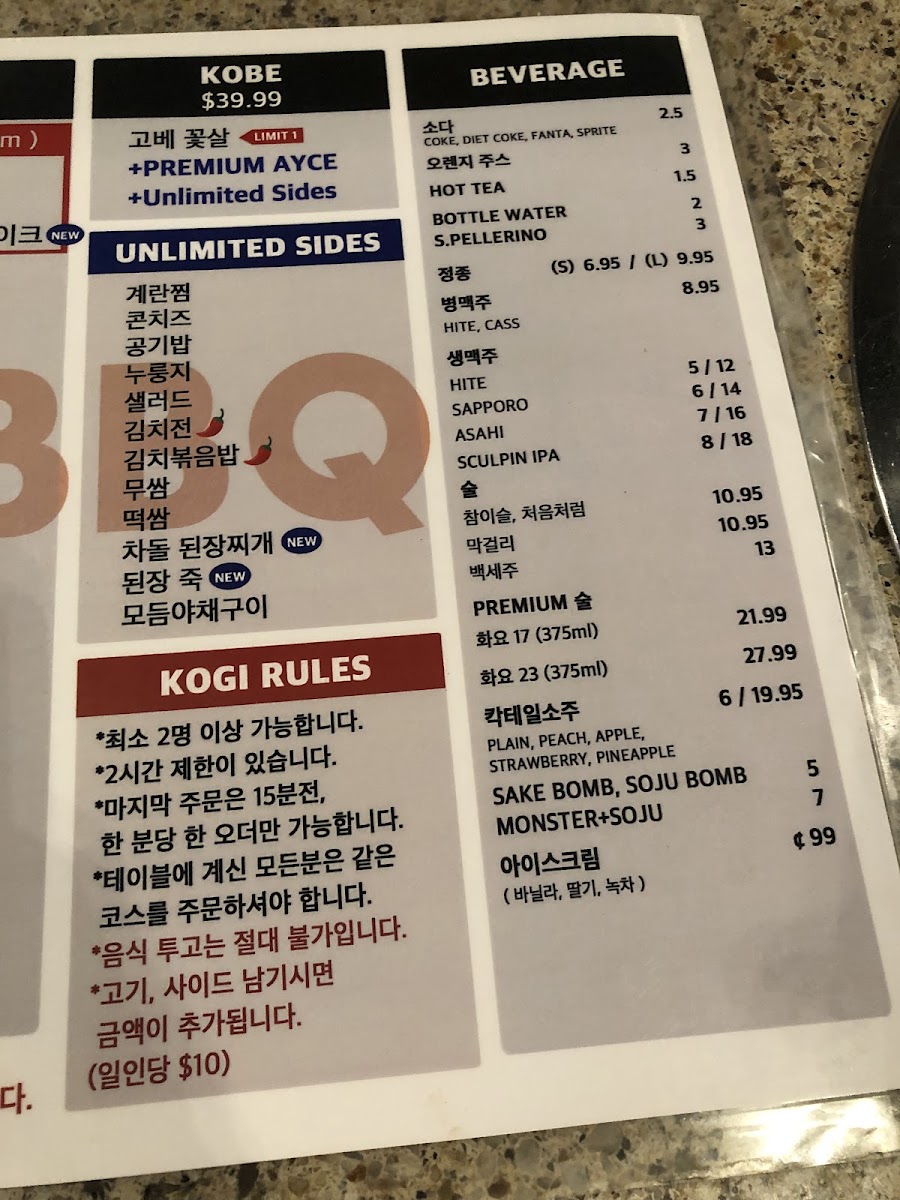 m )
이크 NEW
다.
BBQ
KOBE
$39.99
고베 꽃살 LIMIT 1
+PREMIUM AYCE
+Unlimited Sides
UNLIMITED SIDES
계란찜
콘치즈
공기밥
누룽지
샐러드
김치전
김치볶음밥
무쌈
떡쌈
차돌 된장찌개 NEW
된장 죽 NEW
모듬야채구이
KOGI RULES
*최소 2명 이상 가능합니다.
*2시간 제한이 있습니다.
*마지막 주문은 15분전,
한 분당 한 오더만 가능합니다.
*테이블에 계신 모든분은 같은
코스를 주문하셔야 합니다.
*음식 투고는 절대 불가입니다.
*고기, 사이드 남기시면
금액이 추가됩니다.
(일인당 $10)
BEVERAGE
소다 2.5
COKE, DIET COKE, FANTA, SPRITE
오렌지 주스 3
HOT TEA 1.5
BOTTLE WATER 2
S.PELLERINO 3
정종 (S) 6.95 / (L) 9.95
병맥주 8.95
HITE, CASS
생맥주
HITE 5 / 12
SAPPORO 6 / 14
ASAHI 7 / 16
SCULPIN IPA 8 / 18
술
참이슬, 처음처럼 10.95
막걸리 10.95
백세주 13
PREMIUM 술
화요 17 (375ml) 21.99
화요 23 (375ml) 27.99
칵테일소주 6 / 19.95
PLAIN, PEACH, APPLE,
STRAWBERRY, PINEAPPLE
SAKE BOMB, SOJU BOMB 5
MONSTER+SOJU 7
아이스크림 ¢ 99
( 바닐라, 딸기, 녹차 )